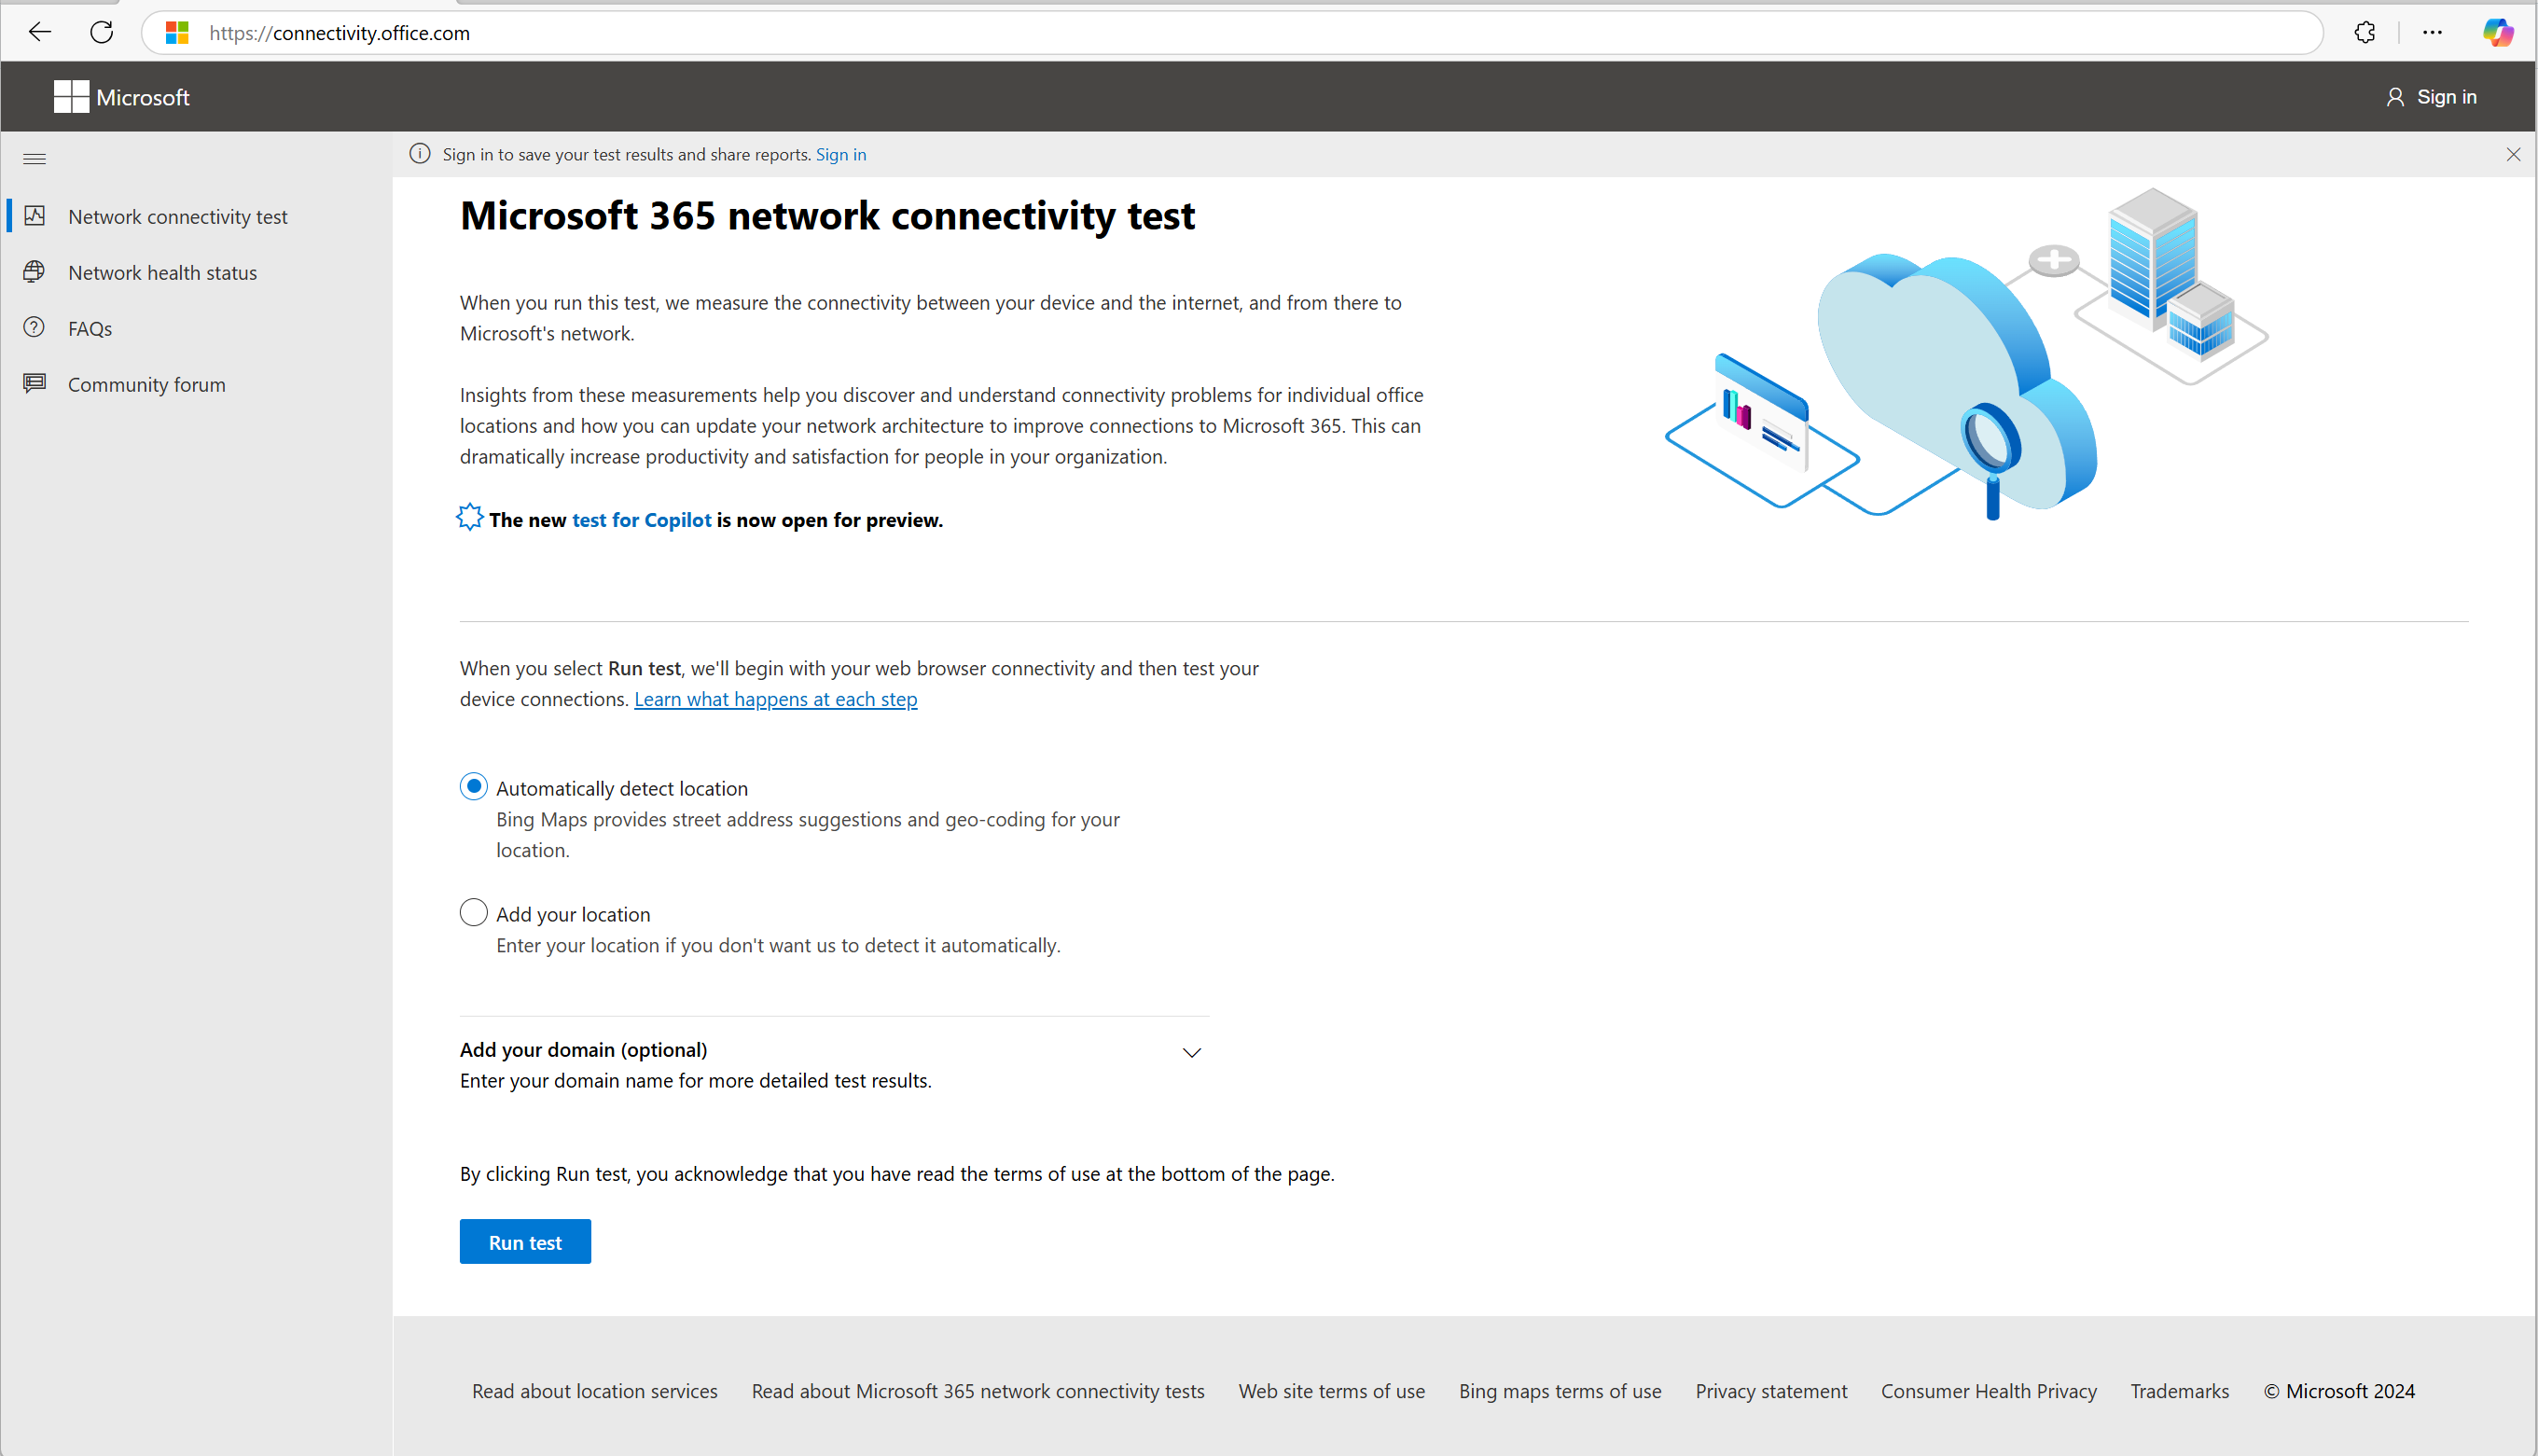 https://connectivity.office.com
Microsoft
Sign in
Sign in to save your test results and share reports. Sign in
Network connectivity test
Network health status
FAQs
Community forum
Microsoft 365 network connectivity test
When you run this test, we measure the connectivity between your device and the internet, and from there to
Microsoft's network.
Insights from these measurements help you discover and understand connectivity problems for individual office
locations and how you can update your network architecture to improve connections to Microsoft 365. This can
dramatically increase productivity and satisfaction for people in your organization.
The new test for Copilot is now open for preview.
When you select Run test, we'll begin with your web browser connectivity and then test your
device connections. Learn what happens at each step
Automatically detect location
Bing Maps provides street address suggestions and geo-coding for your
location.
Add your location
Enter your location if you don't want us to detect it automatically.
Add your domain (optional)
Enter your domain name for more detailed test results.
By clicking Run test, you acknowledge that you have read the terms of use at the bottom of the page.
Run test
Read about location services Read about Microsoft 365 network connectivity tests Web site terms of use Bing maps terms of use Privacy statement Consumer Health Privacy Trademarks © Microsoft 2024